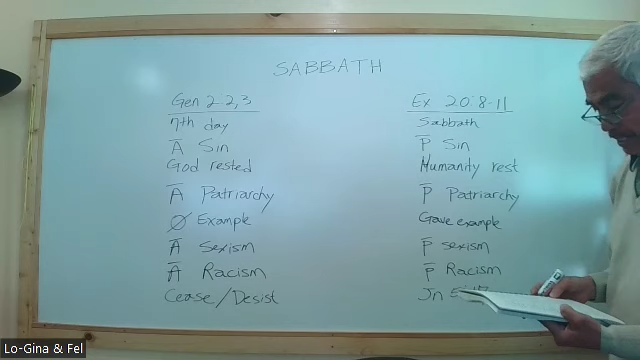 SABBATH
Gen 2:2,3
7th day
Ā Sin
God rested
Ā Patriarchy
Ø Example
Ā Sexism
Ā Racism
Cease/Desist
Ex 20:8-11
Sabbath
P̄ Sin
Humanity rest
P̄ Patriarchy
Gave example
P̄ Sexism
P̄ Racism
Jn
Lo-Gina & Fel